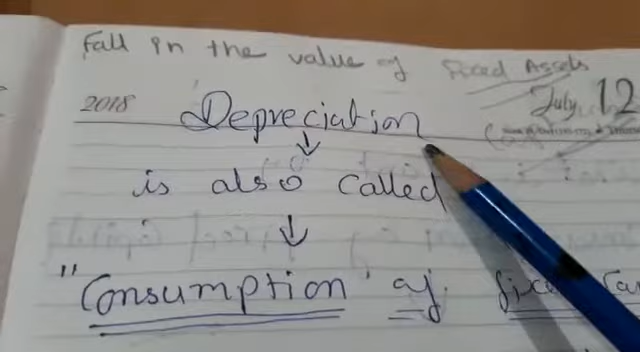 Fall in the value of Fixed Assets
2018 Depreciation July, 12
is also called
"Consumption" of fixed